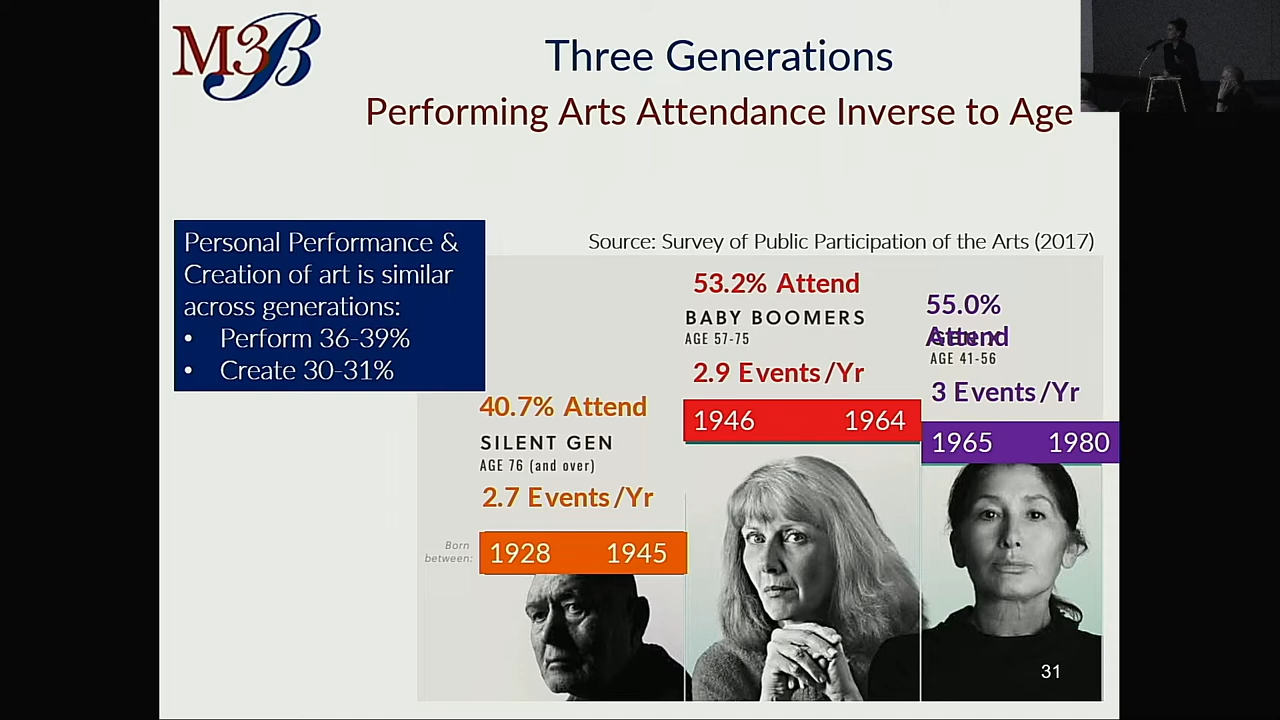 M3B
Three Generations
Performing Arts Attendance Inverse to Age
Personal Performance &
Creation of art is similar
across generations:
• Perform 36-39%
• Create 30-31%
Source: Survey of Public Participation of the Arts (2017)
40.7% Attend
SILENT GEN
AGE 76 (and over)
2.7 Events/Yr
Born
between:
1928 1945
53.2% Attend
BABY BOOMERS
AGE 57-75
2.9 Events/Yr
1946 1964
55.0%
Attend
AGE 41-56
3 Events/Yr
1965 1980
31